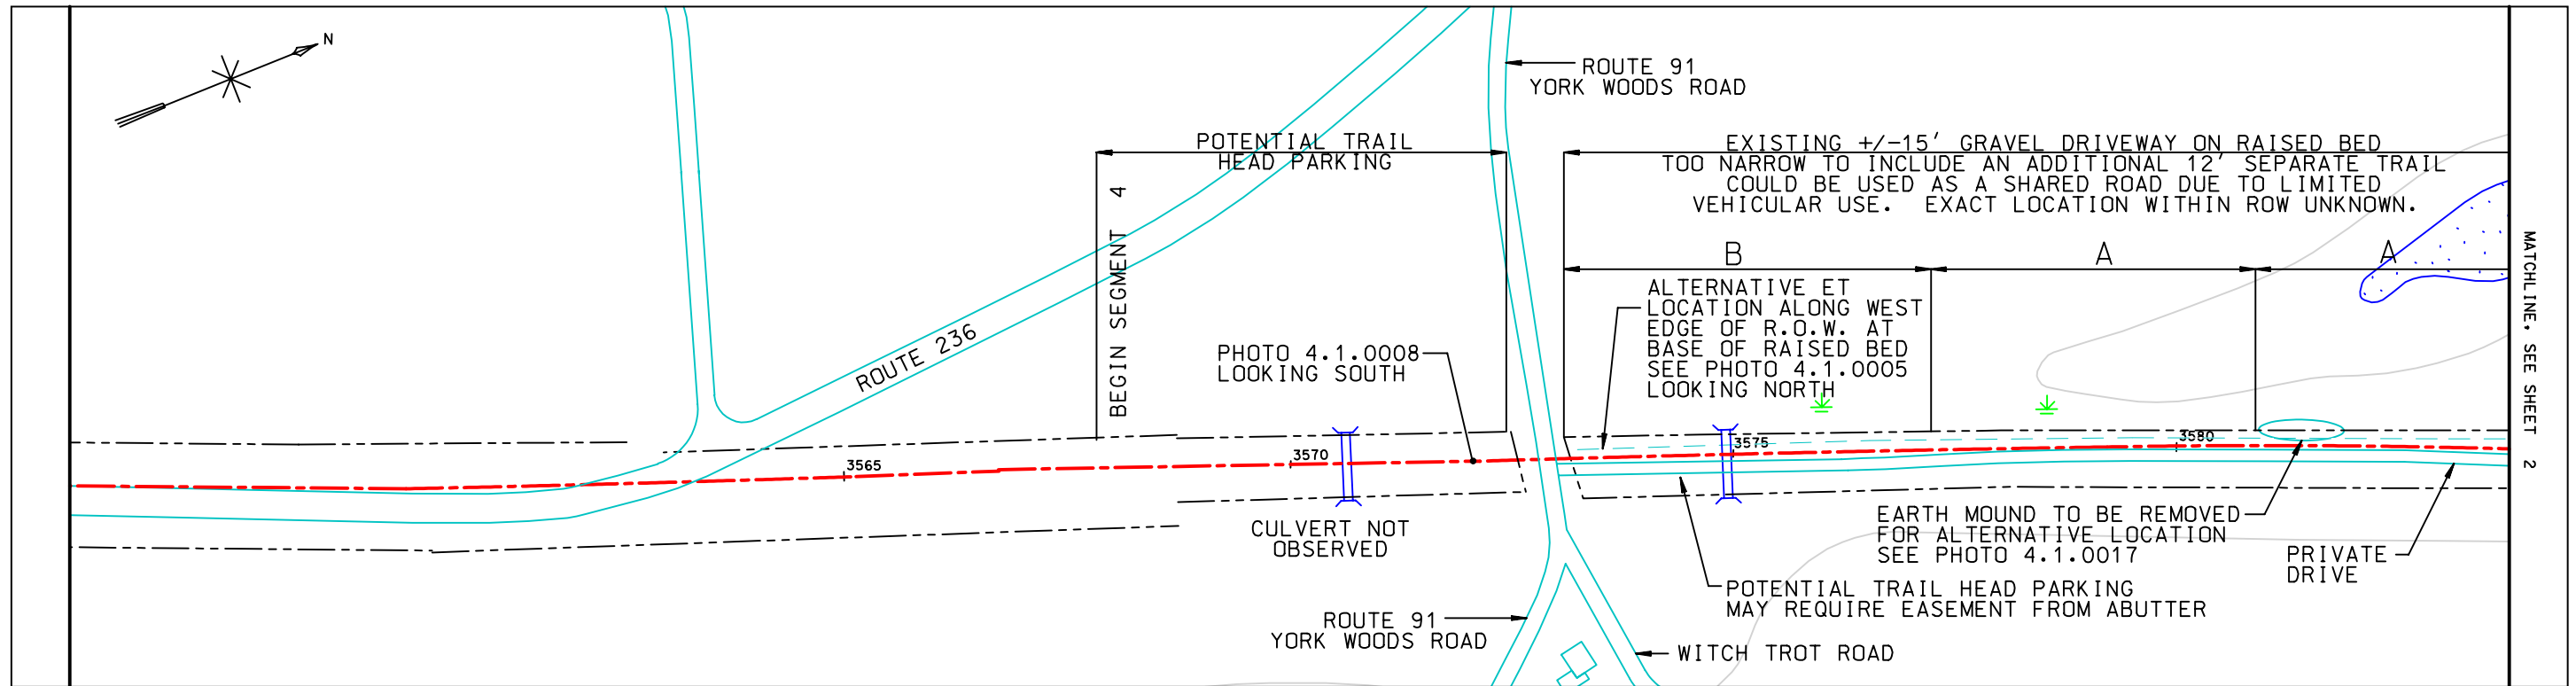 N
ROUTE 91
YORK WOODS ROAD
POTENTIAL TRAIL
HEAD PARKING
EXISTING +/-15' GRAVEL DRIVEWAY ON RAISED BED
TOO NARROW TO INCLUDE AN ADDITIONAL 12' SEPARATE TRAIL
COULD BE USED AS A SHARED ROAD DUE TO LIMITED
VEHICULAR USE. EXACT LOCATION WITHIN ROW UNKNOWN.
BEGIN SEGMENT 4
B
A
A
MATCHLINE, SEE SHEET 2
ALTERNATIVE ET
LOCATION ALONG WEST
EDGE OF R.O.W. AT
BASE OF RAISED BED
SEE PHOTO 4.1.0005
LOOKING NORTH
ROUTE 236
PHOTO 4.1.0008
LOOKING SOUTH
3565
3570
3575
3580
CULVERT NOT
OBSERVED
EARTH MOUND TO BE REMOVED
FOR ALTERNATIVE LOCATION
SEE PHOTO 4.1.0017
PRIVATE
DRIVE
POTENTIAL TRAIL HEAD PARKING
MAY REQUIRE EASEMENT FROM ABUTTER
ROUTE 91
YORK WOODS ROAD
WITCH TROT ROAD